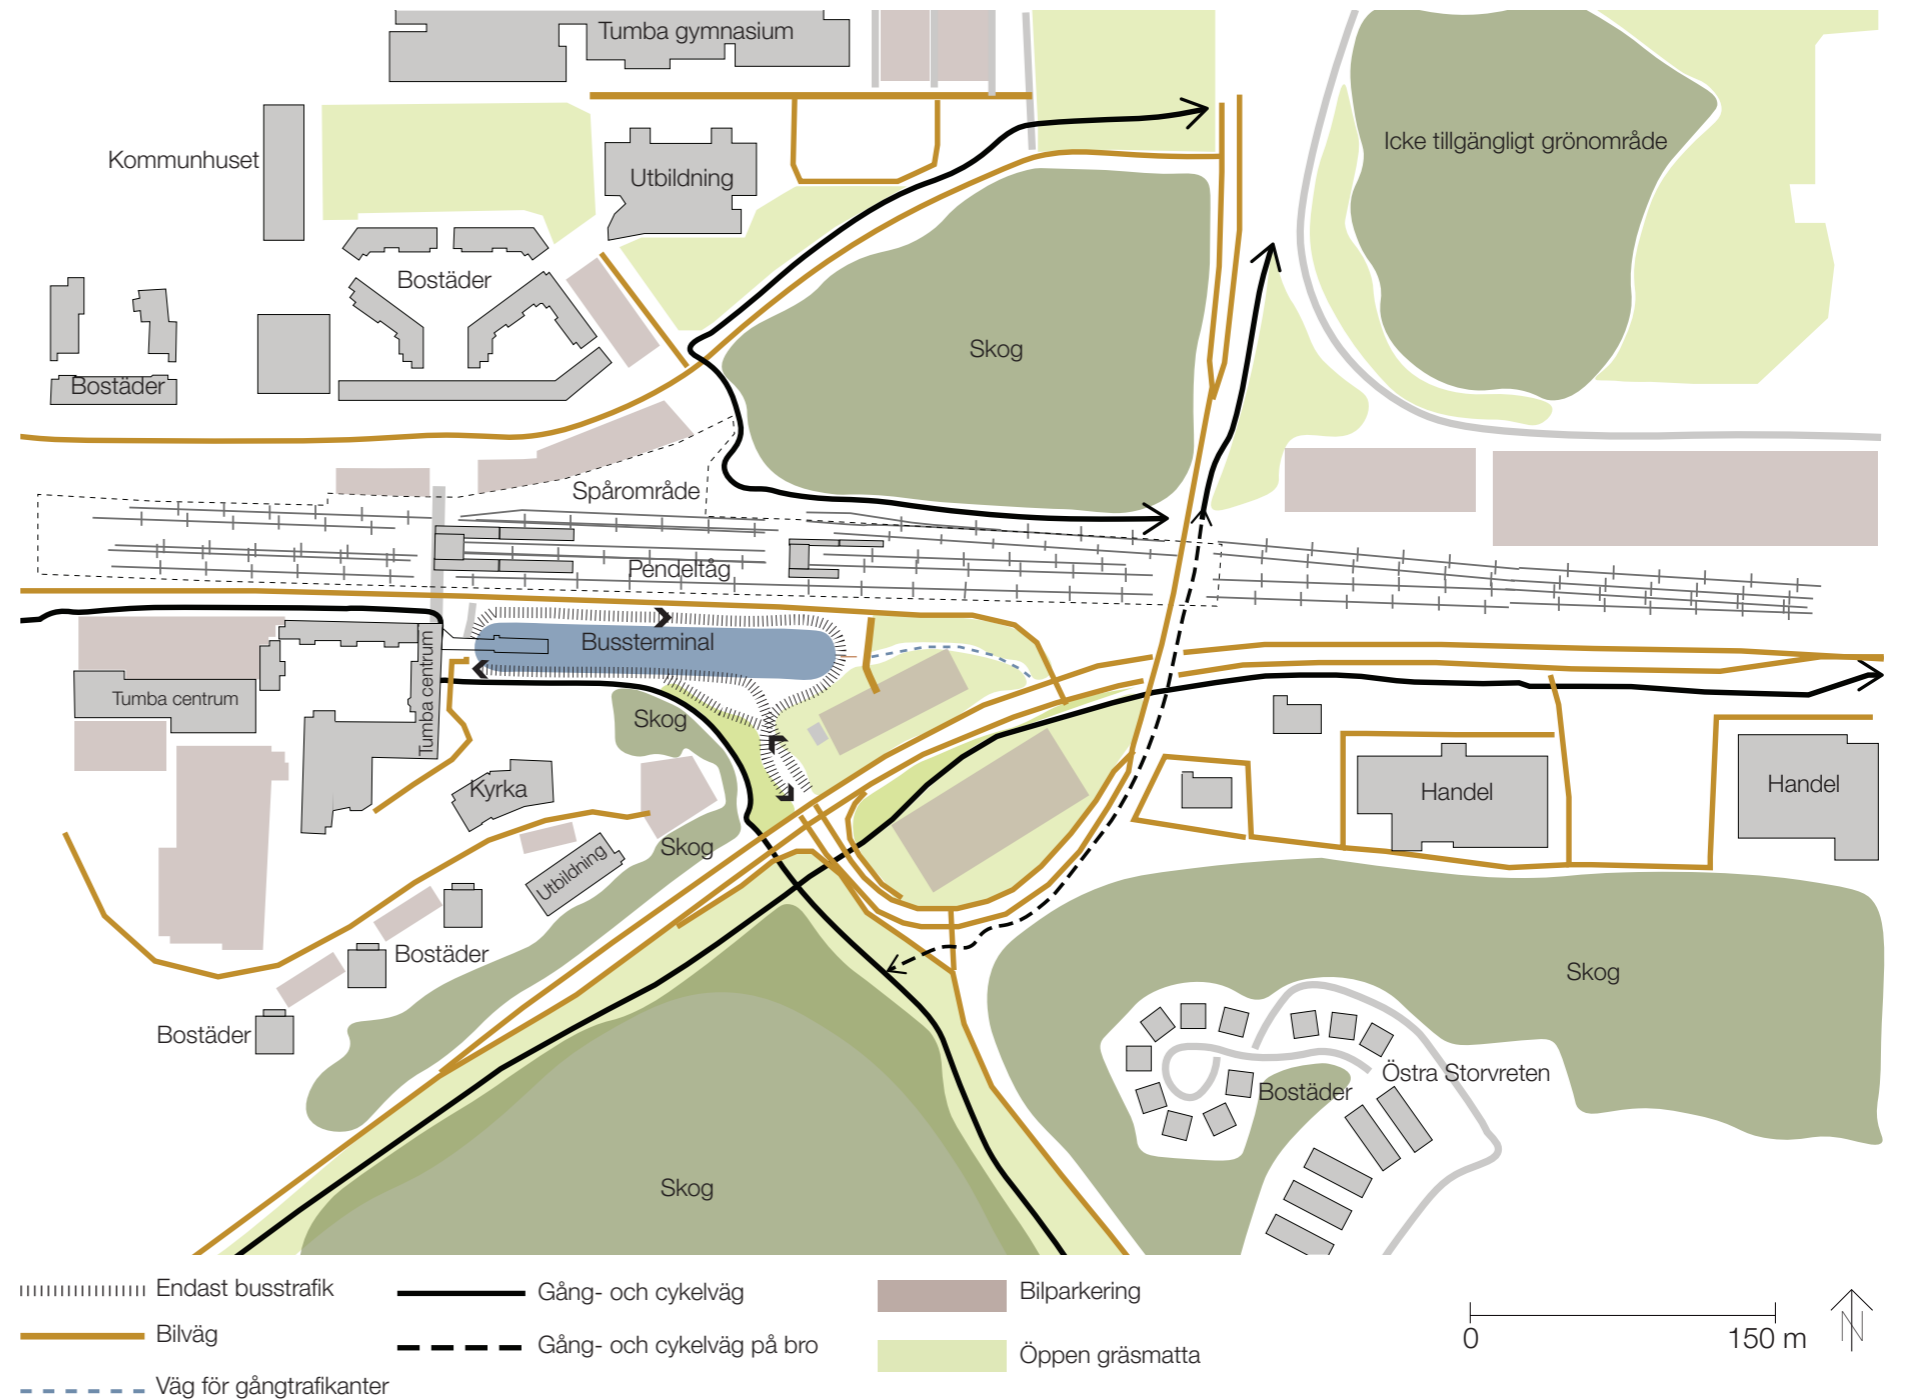 Tumba gymnasium
Icke tillgängligt grönområde
Kommunhuset
Utbildning
Bostäder
Skog
Bostäder
Spårområde
Pendeltåg
Bussterminal
Tumba centrum
Tumba centrum
Skog
Kyrka
Handel
Handel
Skog
Utbildning
Bostäder
Skog
Bostäder
Östra Storvreten
Bostäder
Skog
Endast busstrafik
Gång- och cykelväg
Bilparkering
Bilväg
Gång- och cykelväg på bro
Öppen gräsmatta
Väg för gångtrafikanter
0
150 m
N